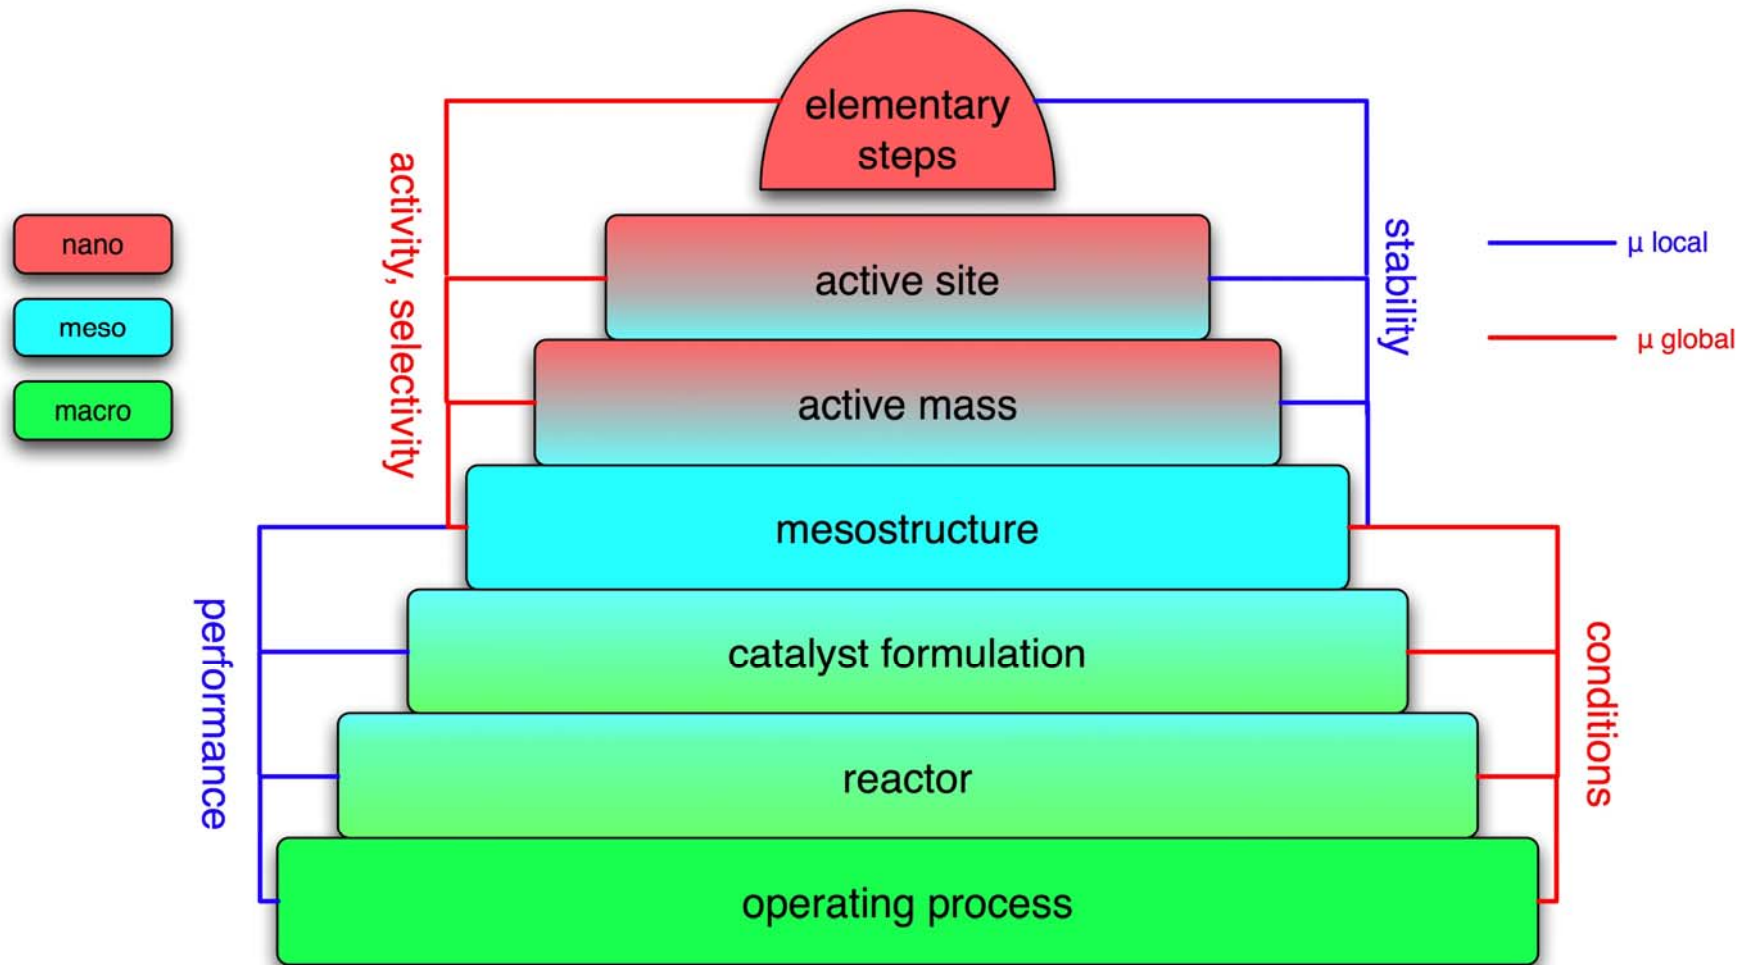 elementary
steps
active site
active mass
mesostructure
catalyst formulation
reactor
operating process
nano
meso
macro
activity, selectivity
performance
stability
conditions
μ local
μ global